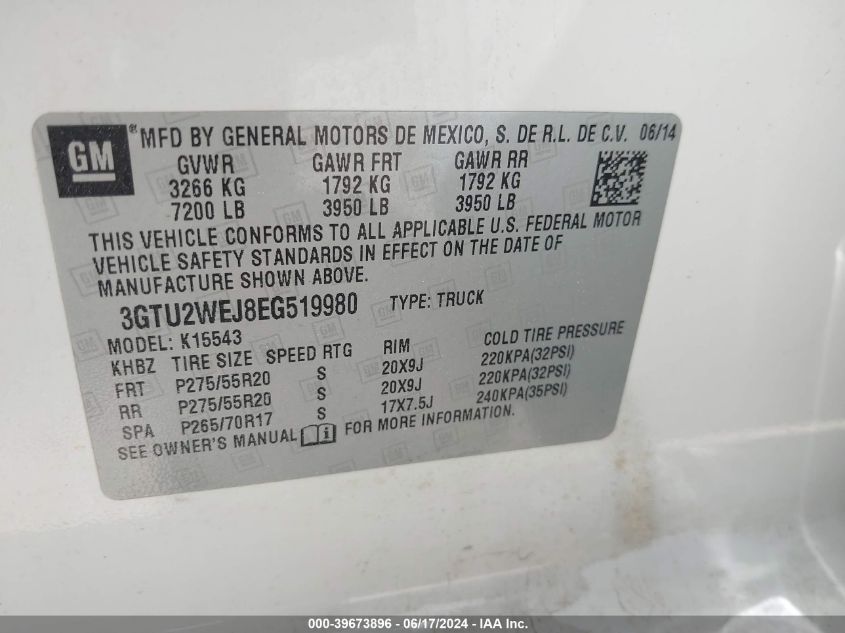 GM ® MFD BY GENERAL MOTORS DE MEXICO, S. DE R.L. DE C.V. 06/14
GVWR GAWR FRT GAWR RR
3266 KG 1792 KG 1792 KG
7200 LB 3950 LB 3950 LB
THIS VEHICLE CONFORMS TO ALL APPLICABLE U.S. FEDERAL MOTOR
VEHICLE SAFETY STANDARDS IN EFFECT ON THE DATE OF
MANUFACTURE SHOWN ABOVE.
3GTU2WEJ8EG519980 TYPE: TRUCK
MODEL: K15543
KHBZ TIRE SIZE SPEED RTG RIM COLD TIRE PRESSURE
FRT P275/55R20 S 20X9J 220KPA(32PSI)
RR P275/55R20 S 20X9J 220KPA(32PSI)
SPA P265/70R17 S 17X7.5J 240KPA(35PSI)
SEE OWNER'S MANUAL i FOR MORE INFORMATION.
000-39673896 - 06/17/2024 - IAA Inc.